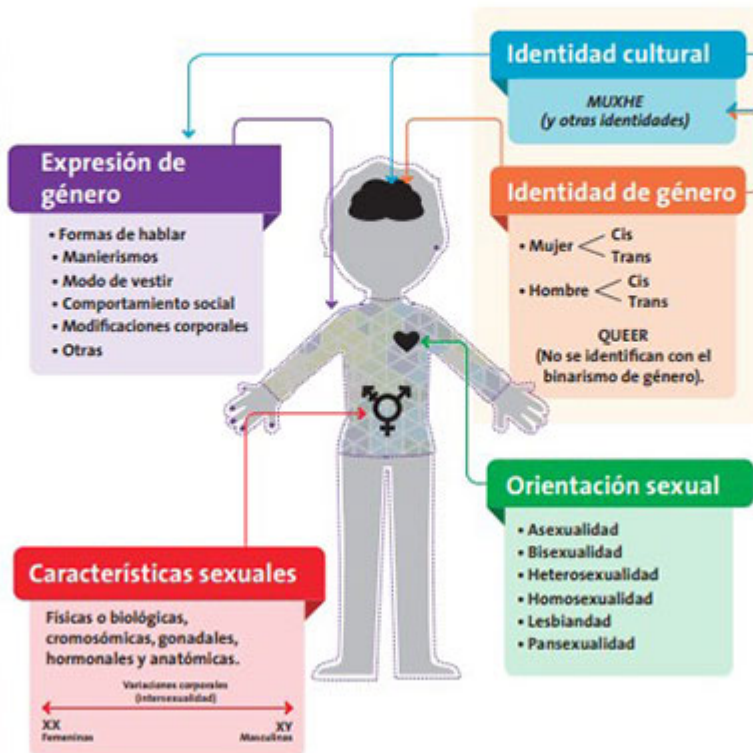 Identidad cultural
MUXHE
(y otras identidades)
Expresión de
género
• Formas de hablar
• Manierismos
• Modo de vestir
• Comportamiento social
• Modificaciones corporales
• Otras
Identidad de género
• Mujer
Cis
Trans
• Hombre
Cis
Trans
QUEER
(No se identifican con el
binarismo de género).
Orientación sexual
• Asexualidad
• Bisexualidad
• Heterosexualidad
• Homosexualidad
• Lesbiandad
• Pansexualidad
Características sexuales
Físicas o biológicas,
cromosómicas, gonadales,
hormonales y anatómicas.
Variaciones corporales
(intersexualidad)
XX
Femeninas
XY
Masculinas